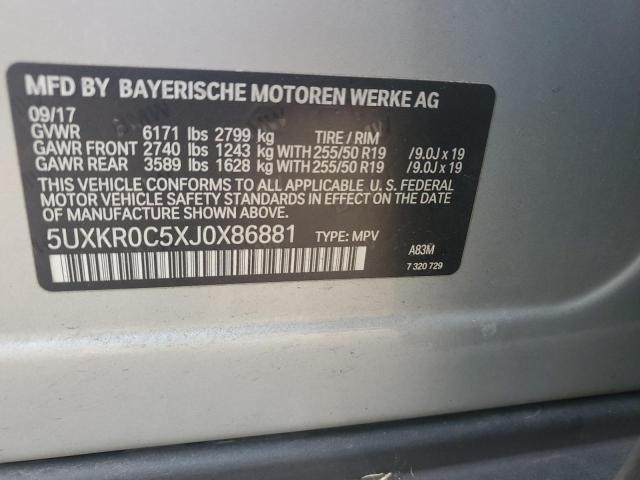 MFD BY BAYERISCHE MOTOREN WERKE AG
09/17
GVWR 6171 lbs 2799 kg TIRE / RIM
GAWR FRONT 2740 lbs 1243 kg WITH 255/50 R19 /9.0J x 19
GAWR REAR 3589 lbs 1628 kg WITH 255/50 R19 /9.0J x 19
THIS VEHICLE CONFORMS TO ALL APPLICABLE U. S. FEDERAL
MOTOR VEHICLE SAFETY STANDARDS IN EFFECT ON THE
DATE OF MANUFACTURE SHOWN ABOVE.
5UXKR0C5XJ0X86881 TYPE: MPV
A83M
7 320 729